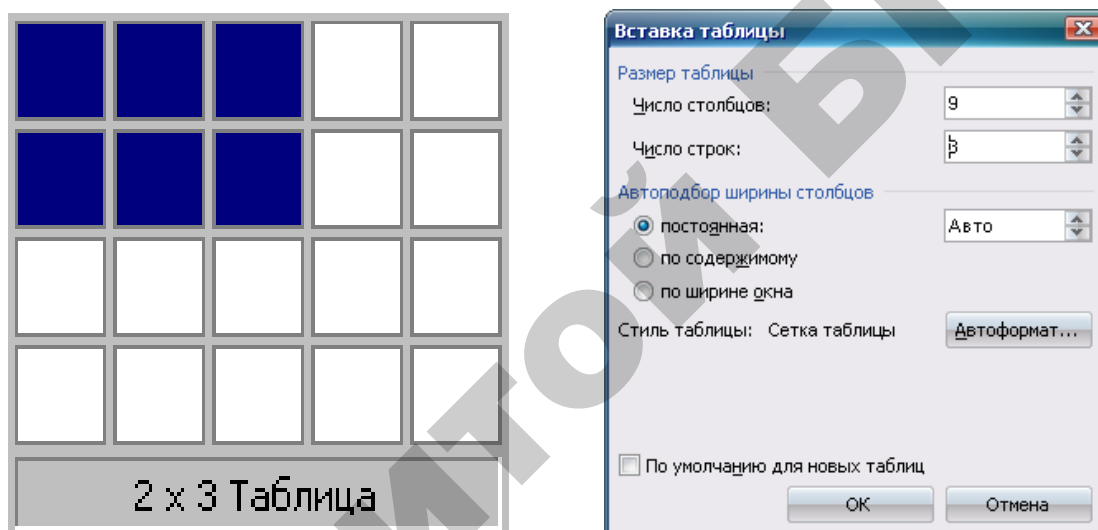 2 x 3 Таблица
Вставка таблицы
Размер таблицы
Число столбцов: 9
Число строк: 3
Автоподбор ширины столбцов
постоянная: Авто
по содержимому
по ширине окна
Стиль таблицы: Сетка таблицы Автоформат...
По умолчанию для новых таблиц
ОК Отмена